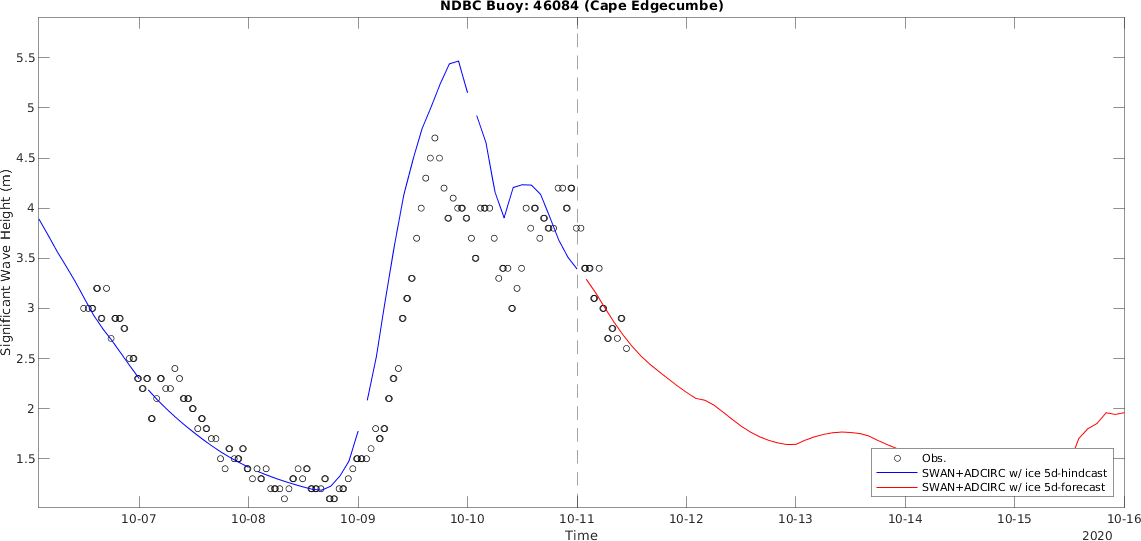 NDBC Buoy: 46084 (Cape Edgecumbe)
Significant Wave Height (m)
5.5
5
4.5
4
3.5
3
2.5
2
1.5
Obs.
SWAN+ADCIRC w/ ice 5d-hindcast
SWAN+ADCIRC w/ ice 5d-forecast
10-07 10-08 10-09 10-10 10-11 10-12 10-13 10-14 10-15 10-16
Time
2020